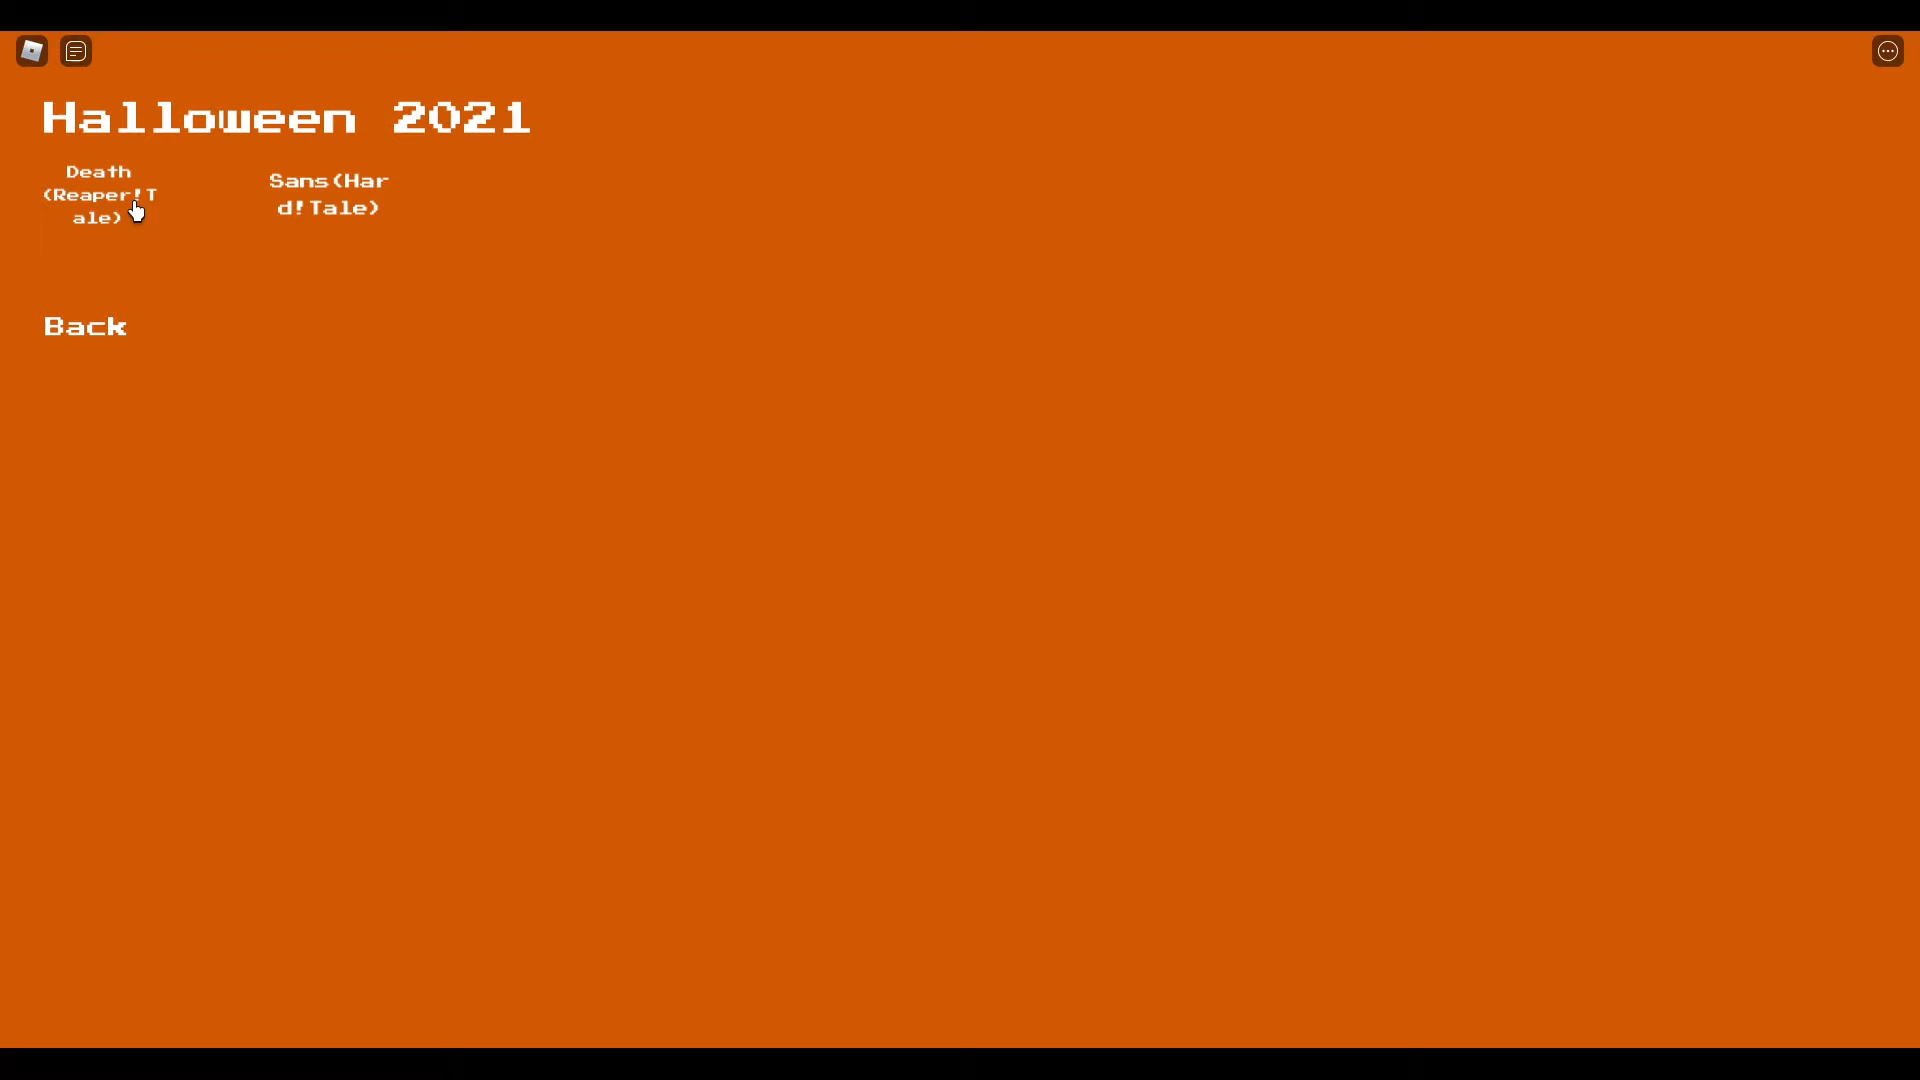 Halloween 2021
Death
(Reaper!T
ale)
Sans(Har
d!Tale)
Back